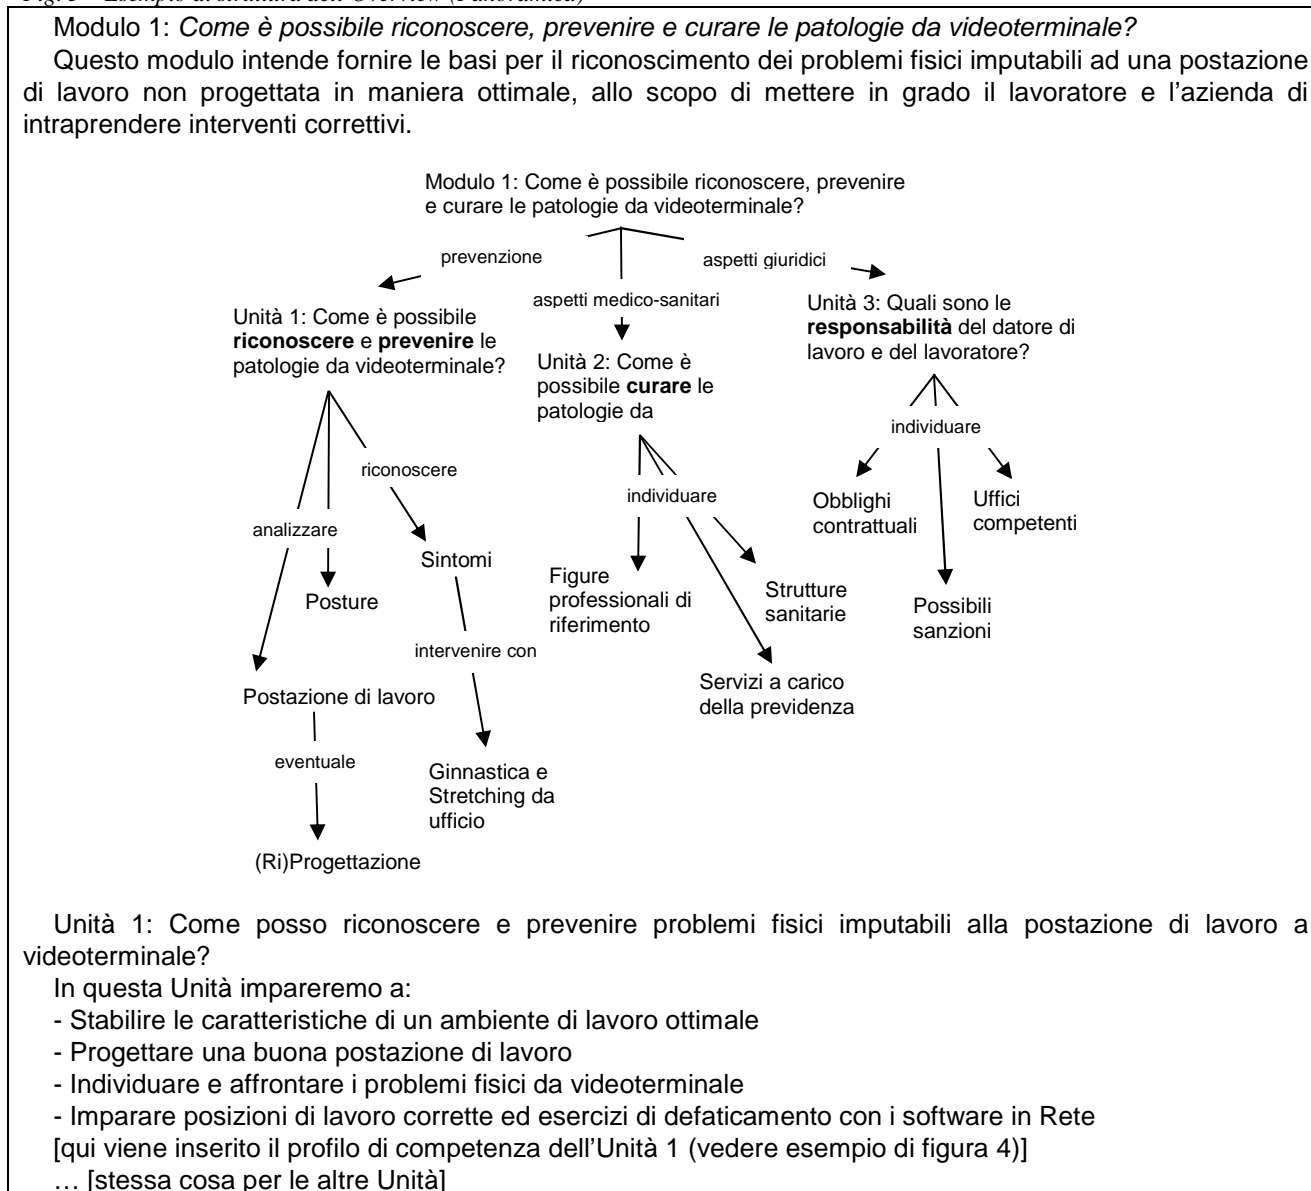 Fig. 3 – Esempio di struttura dell'Overview (Panoramica)
Modulo 1: Come è possibile riconoscere, prevenire e curare le patologie da videoterminale?
Questo modulo intende fornire le basi per il riconoscimento dei problemi fisici imputabili ad una postazione
di lavoro non progettata in maniera ottimale, allo scopo di mettere in grado il lavoratore e l'azienda di
intraprendere interventi correttivi.
Modulo 1: Come è possibile riconoscere, prevenire
e curare le patologie da videoterminale?
prevenzione
aspetti giuridici
aspetti medico-sanitari
Unità 1: Come è possibile
riconoscere e prevenire le
patologie da videoterminale?
Unità 2: Come è
possibile curare le
patologie da
Unità 3: Quali sono le
responsabilità del datore di
lavoro e del lavoratore?
riconoscere
analizzare
individuare
individuare
Sintomi
Posture
Figure
professionali di
riferimento
Strutture
sanitarie
Obblighi
contrattuali
Uffici
competenti
Possibili
sanzioni
intervenire con
Postazione di lavoro
Servizi a carico
della previdenza
eventuale
Ginnastica e
Stretching da
ufficio
(Ri)Progettazione
Unità 1: Come posso riconoscere e prevenire problemi fisici imputabili alla postazione di lavoro a
videoterminale?
In questa Unità impareremo a:
- Stabilire le caratteristiche di un ambiente di lavoro ottimale
- Progettare una buona postazione di lavoro
- Individuare e affrontare i problemi fisici da videoterminale
- Imparare posizioni di lavoro corrette ed esercizi di defaticamento con i software in Rete
[qui viene inserito il profilo di competenza dell'Unità 1 (vedere esempio di figura 4)]
… [stessa cosa per le altre Unità]